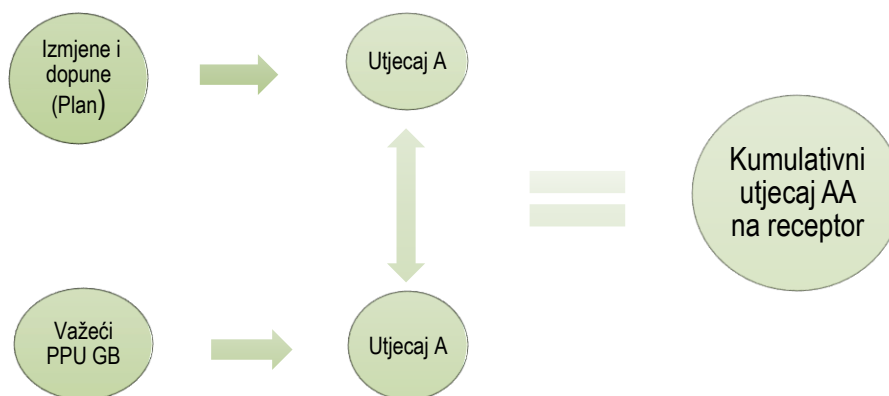 Izmjene i
dopune
(Plan)
Utjecaj A
Kumulativni
utjecaj AA
na receptor
Važeći
PPU GB
Utjecaj A